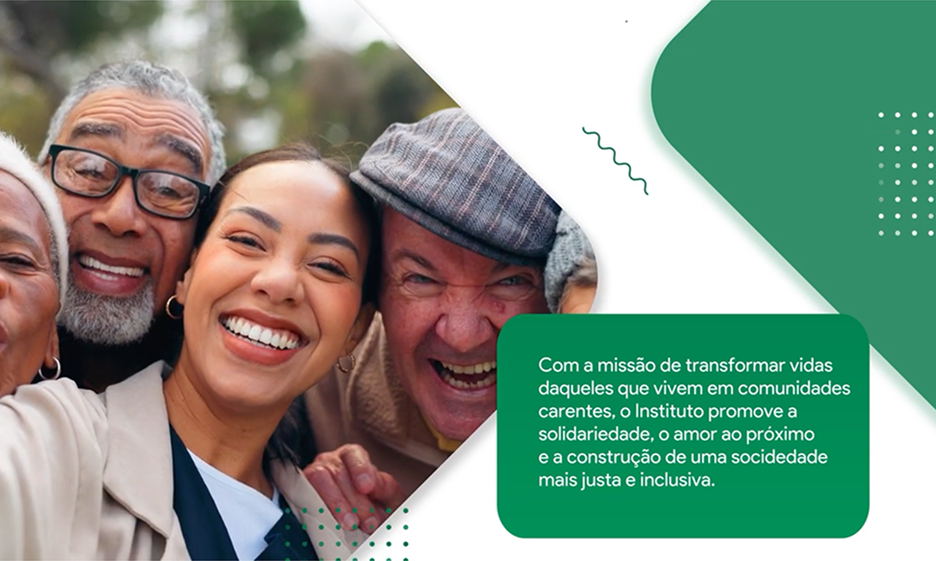 Com a missão de transformar vidas
daqueles que vivem em comunidades
carentes, o Instituto promove a
solidariedade, o amor ao próximo
e a construção de uma socidedade
mais justa e inclusiva.